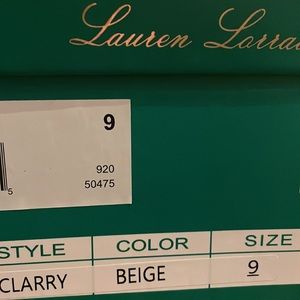 Lauren Lorra
9
920
5 50475
STYLE COLOR SIZE
CLARRY BEIGE 9